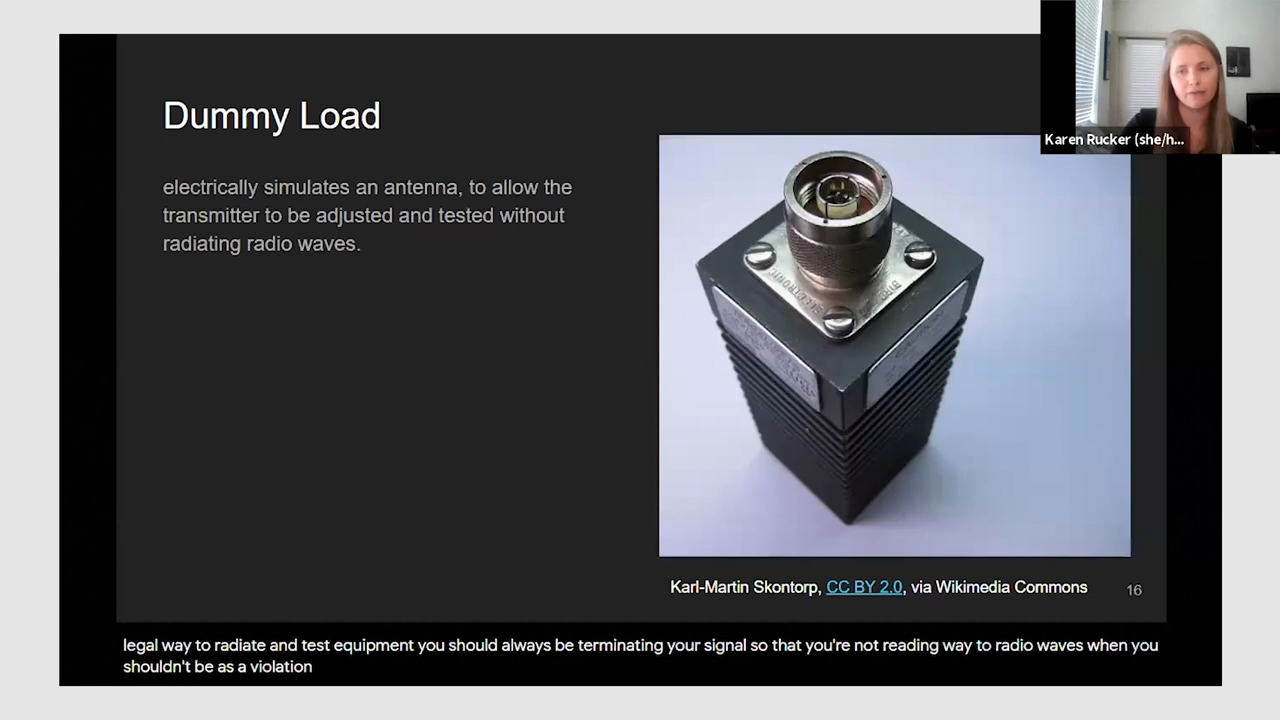 Karen Rucker (she/h...
Dummy Load
electrically simulates an antenna, to allow the
transmitter to be adjusted and tested without
radiating radio waves.
Karl-Martin Skontorp, CC BY 2.0, via Wikimedia Commons
16
legal way to radiate and test equipment you should always be terminating your signal so that you're not reading way to radio waves when you
shouldn't be as a violation